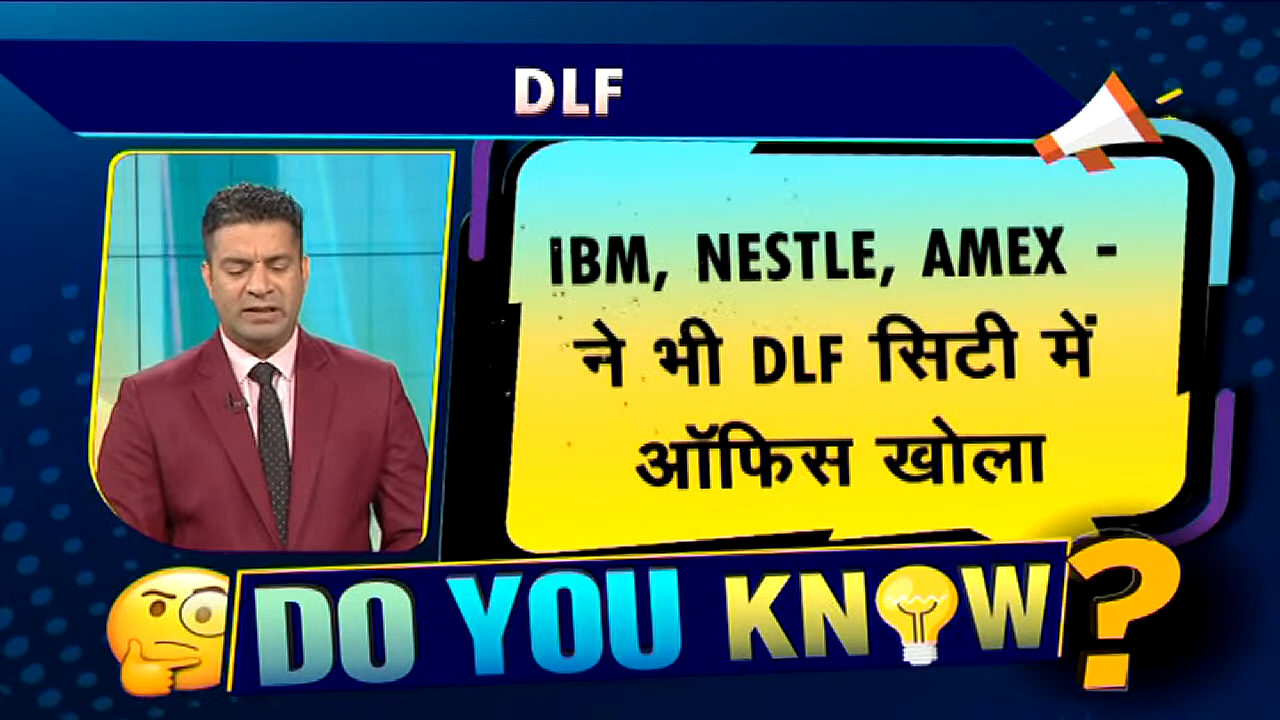 DLF
IBM, NESTLE, AMEX -
ने भी DLF सिटी में
ऑफिस खोला
DO YOU KNOW?